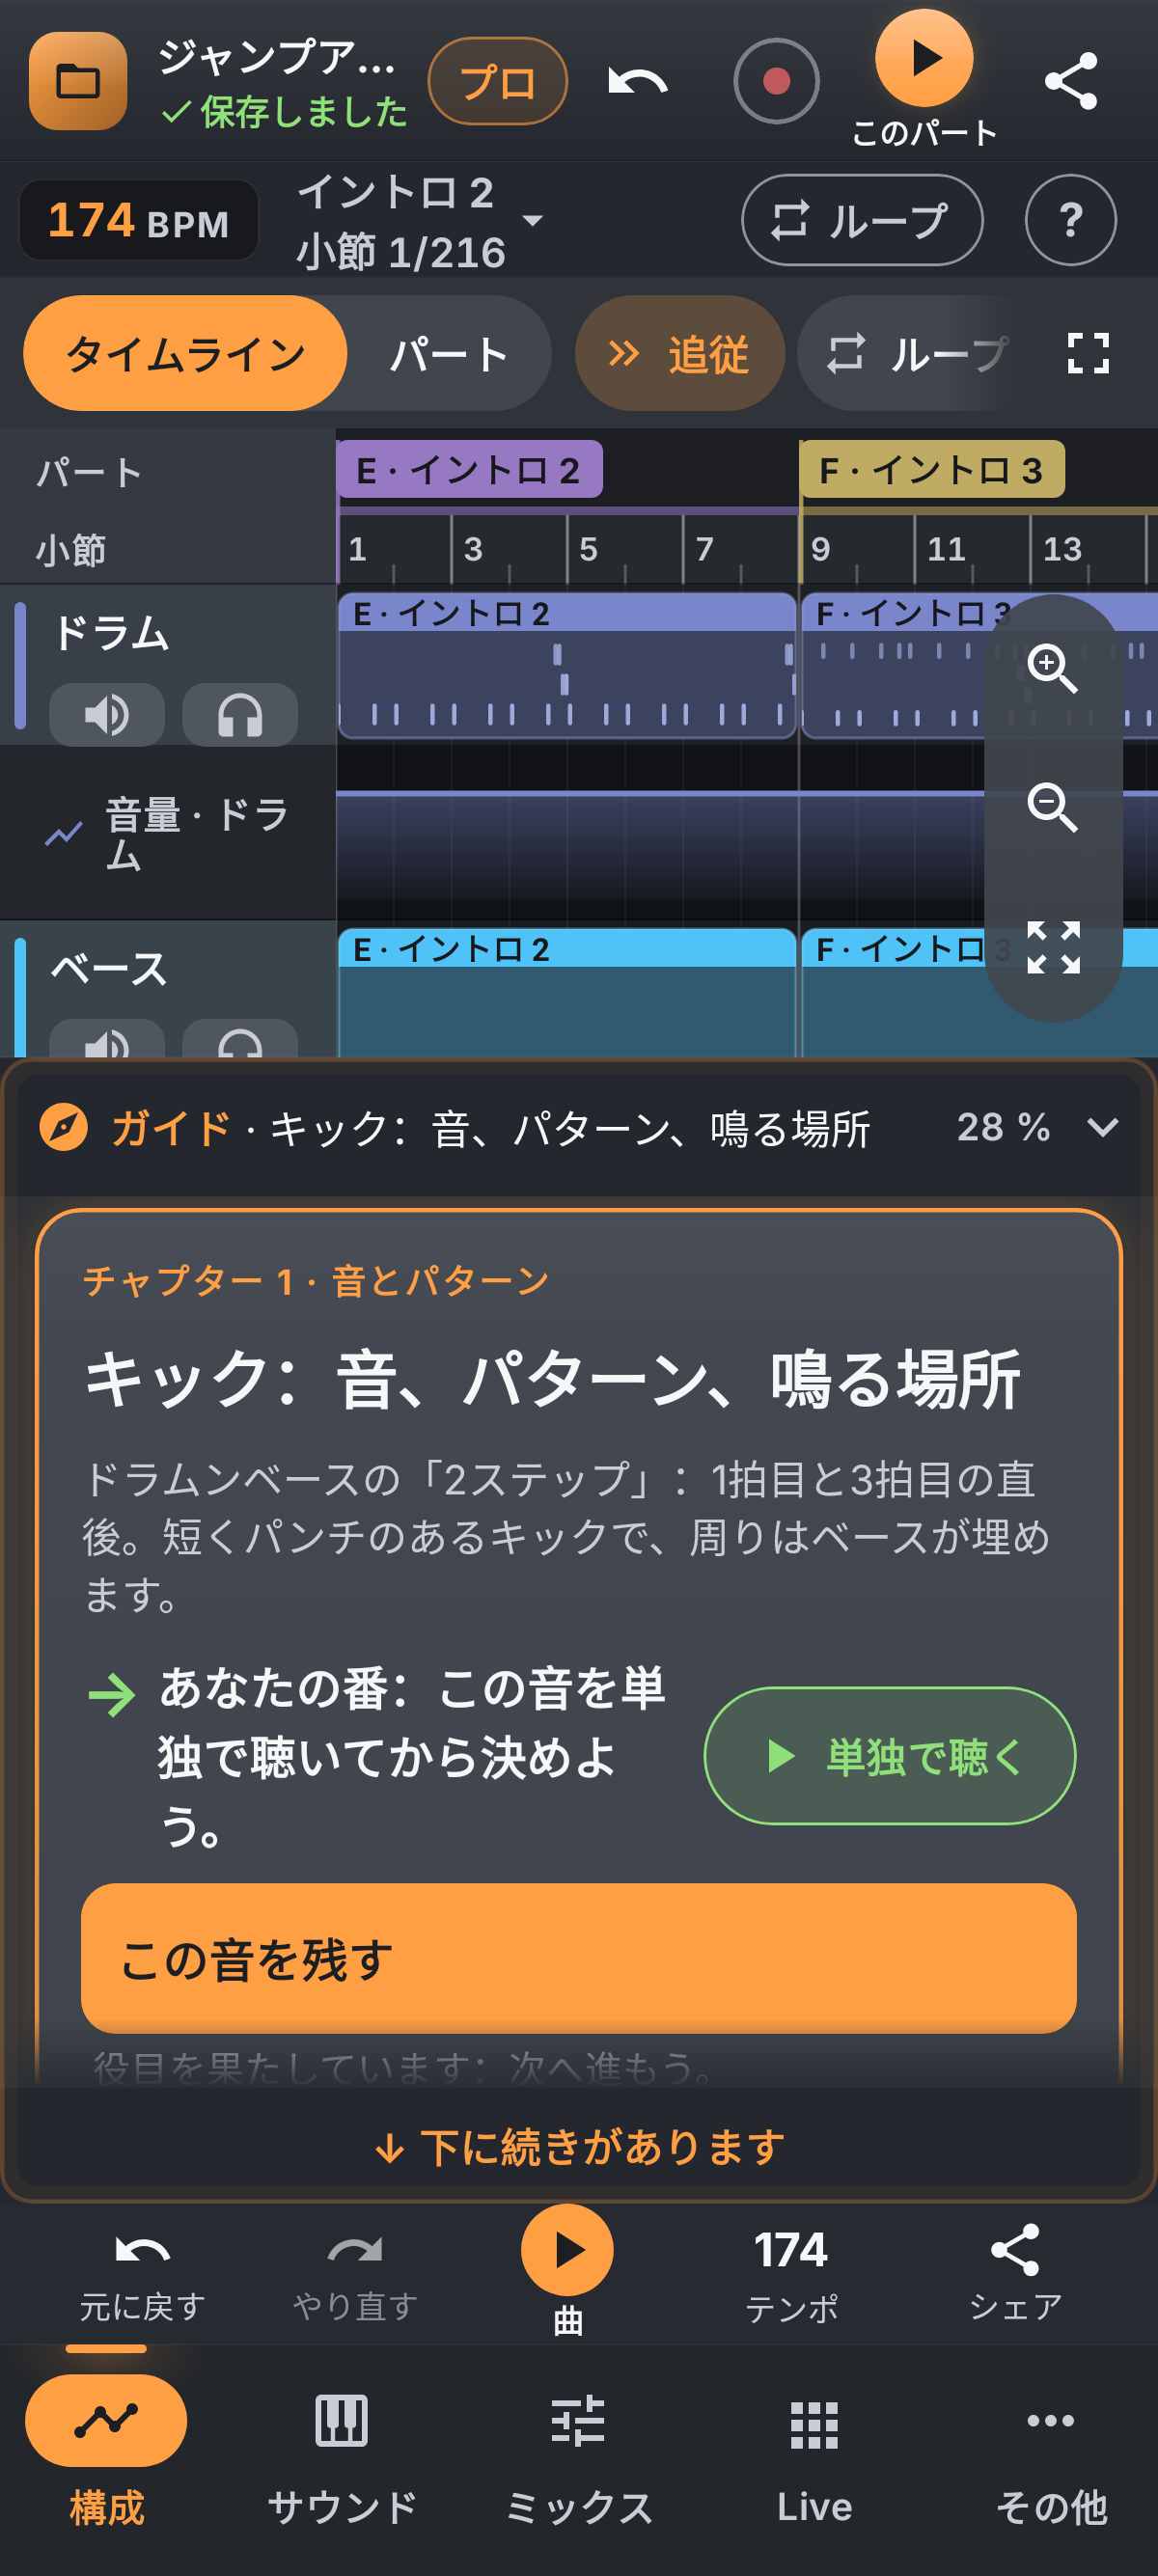 ジャンプア...
保存しました
プロ
このパート
174 BPM
イントロ 2
小節 1/216
ループ
?
タイムライン
パート
追従
ループ
パート
E · イントロ 2
F · イントロ 3
小節
1
3
5
7
9
11
13
ドラム
E · イントロ 2
F · イントロ 3
音量 · ドラ
ム
ベース
E · イントロ 2
F · イントロ 3
ガイド · キック：音、パターン、鳴る場所
28 %
チャプター 1 · 音とパターン
キック：音、パターン、鳴る場所
ドラムンベースの「2ステップ」：1拍目と3拍目の直
後。短くパンチのあるキックで、周りはベースが埋め
ます。
→ あなたの番：この音を単
独で聴いてから決めよ
う。
単独で聴く
この音を残す
役目を果たしています：次へ進もう。
↓ 下に続きがあります
元に戻す
やり直す
曲
174
テンポ
シェア
構成
サウンド
ミックス
Live
その他